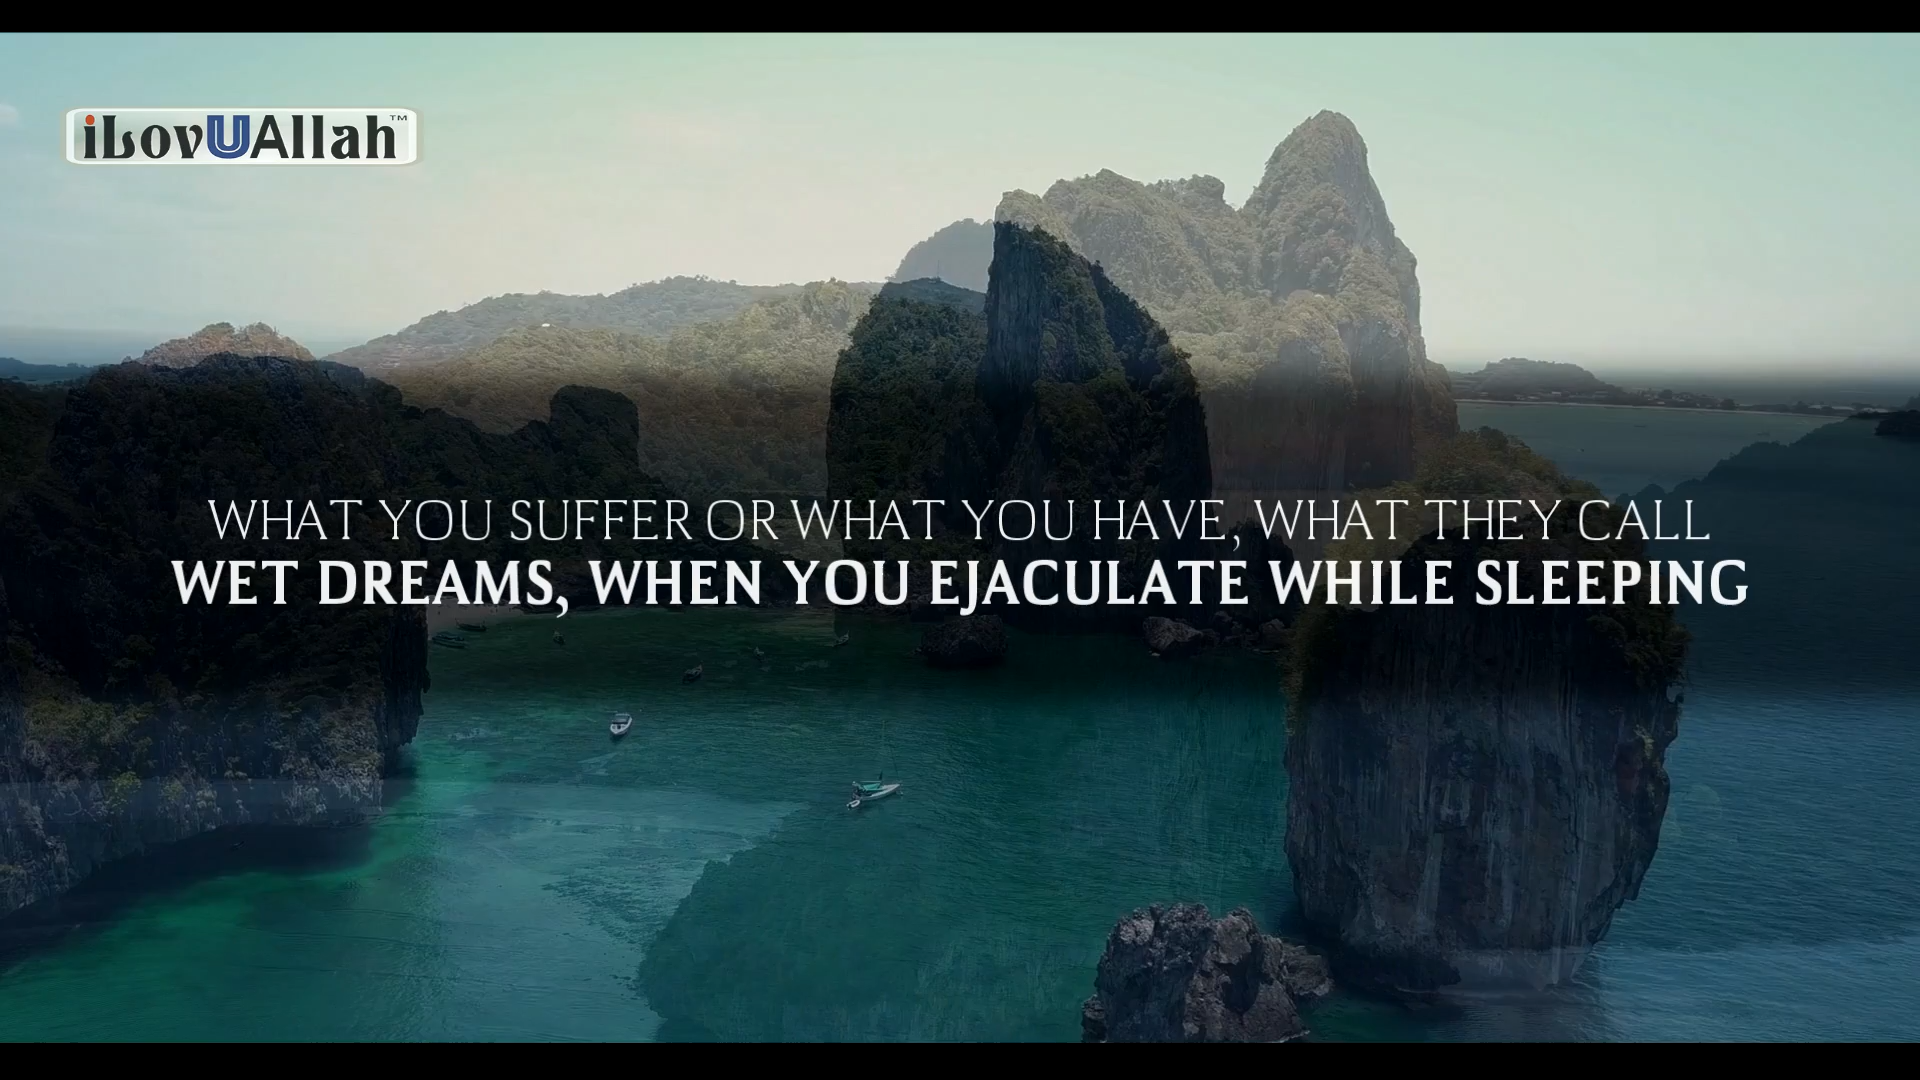 iLovUAllah™
WHAT YOU SUFFER OR WHAT YOU HAVE, WHAT THEY CALL
WET DREAMS, WHEN YOU EJACULATE WHILE SLEEPING